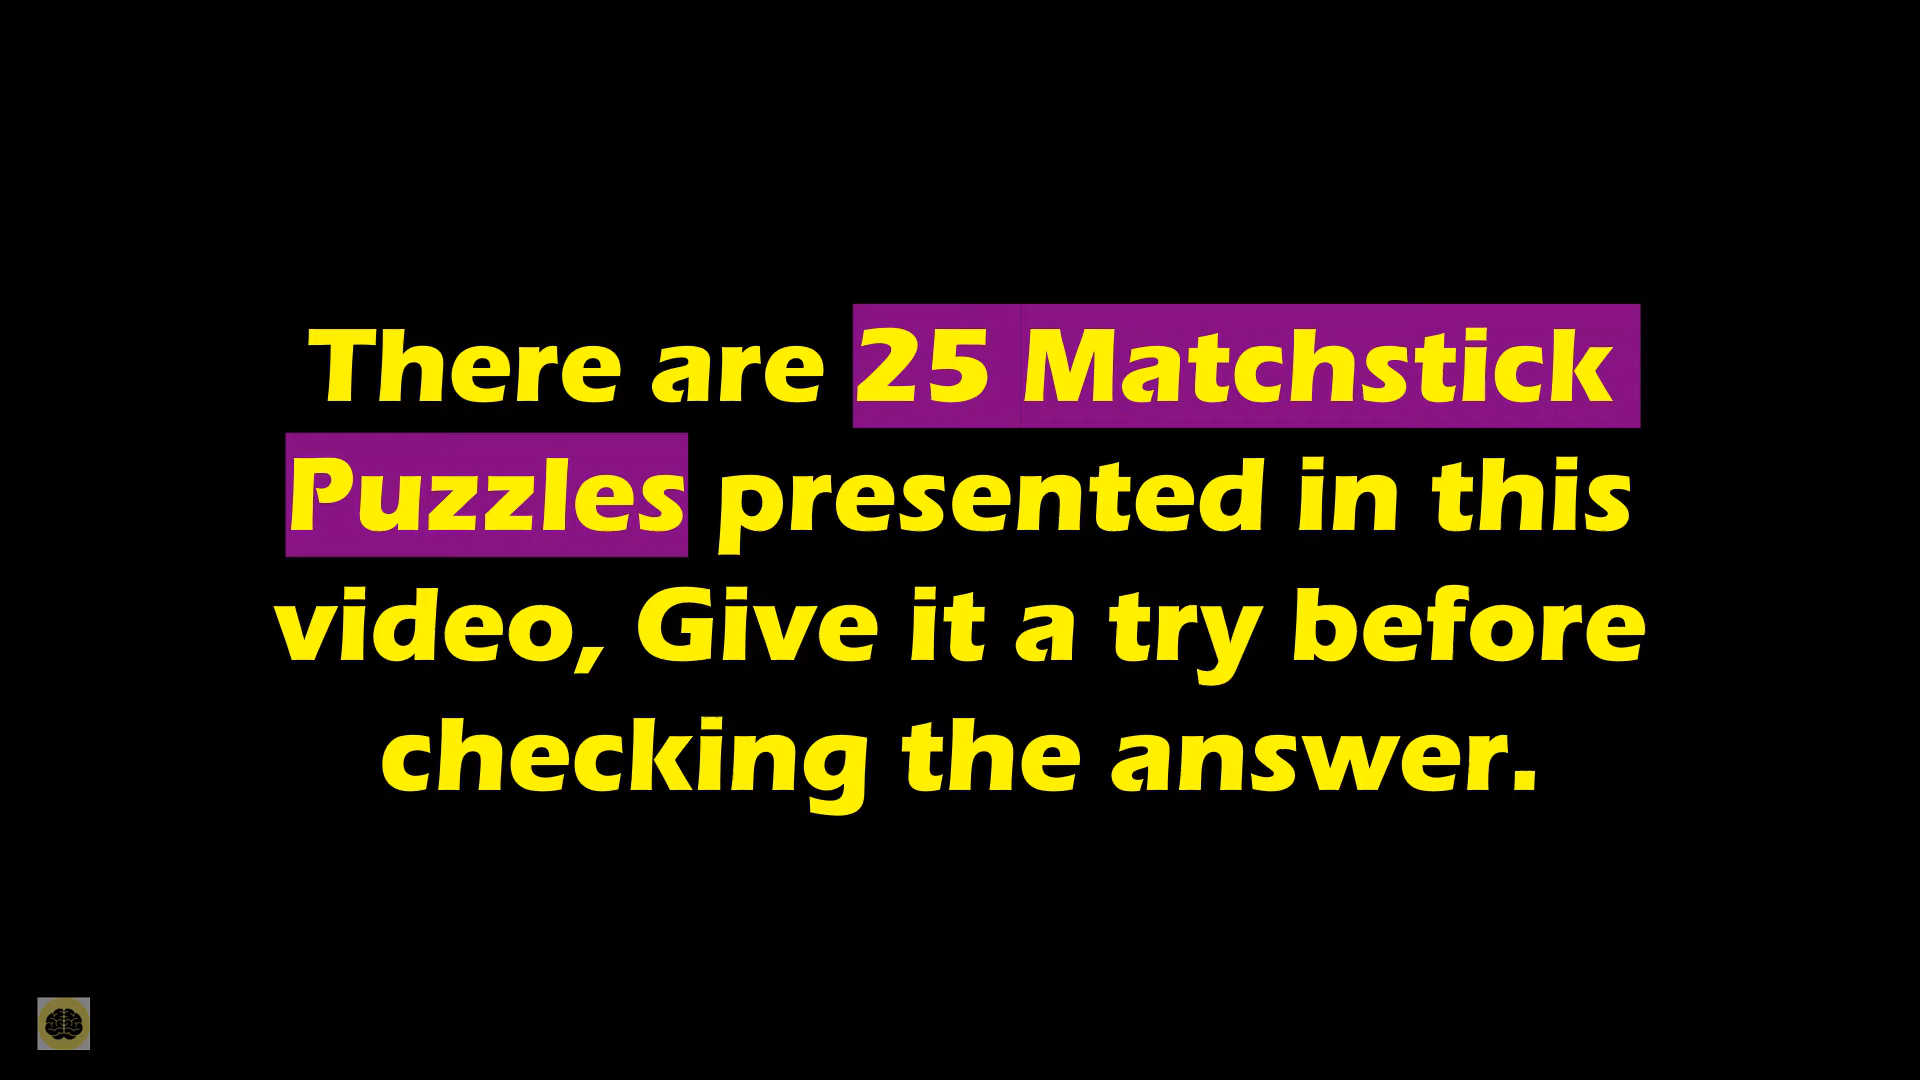 There are 25 Matchstick
Puzzles presented in this
video, Give it a try before
checking the answer.